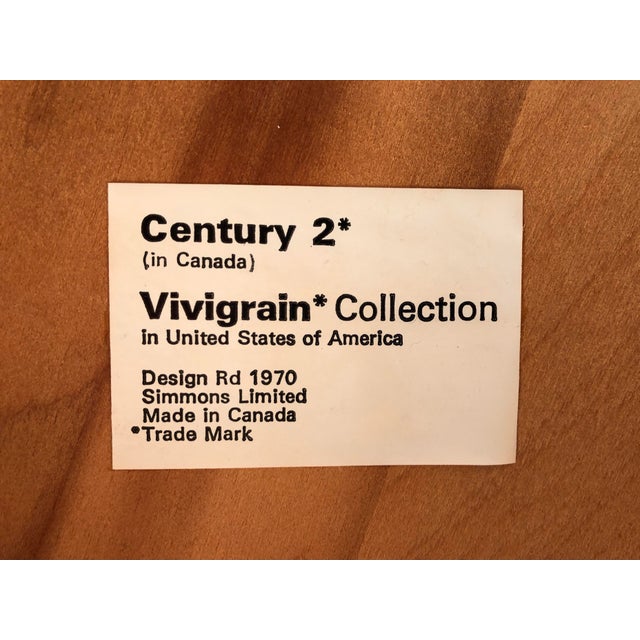 Century 2*
(in Canada)
Vivigrain* Collection
in United States of America
Design Rd 1970
Simmons Limited
Made in Canada
*Trade Mark